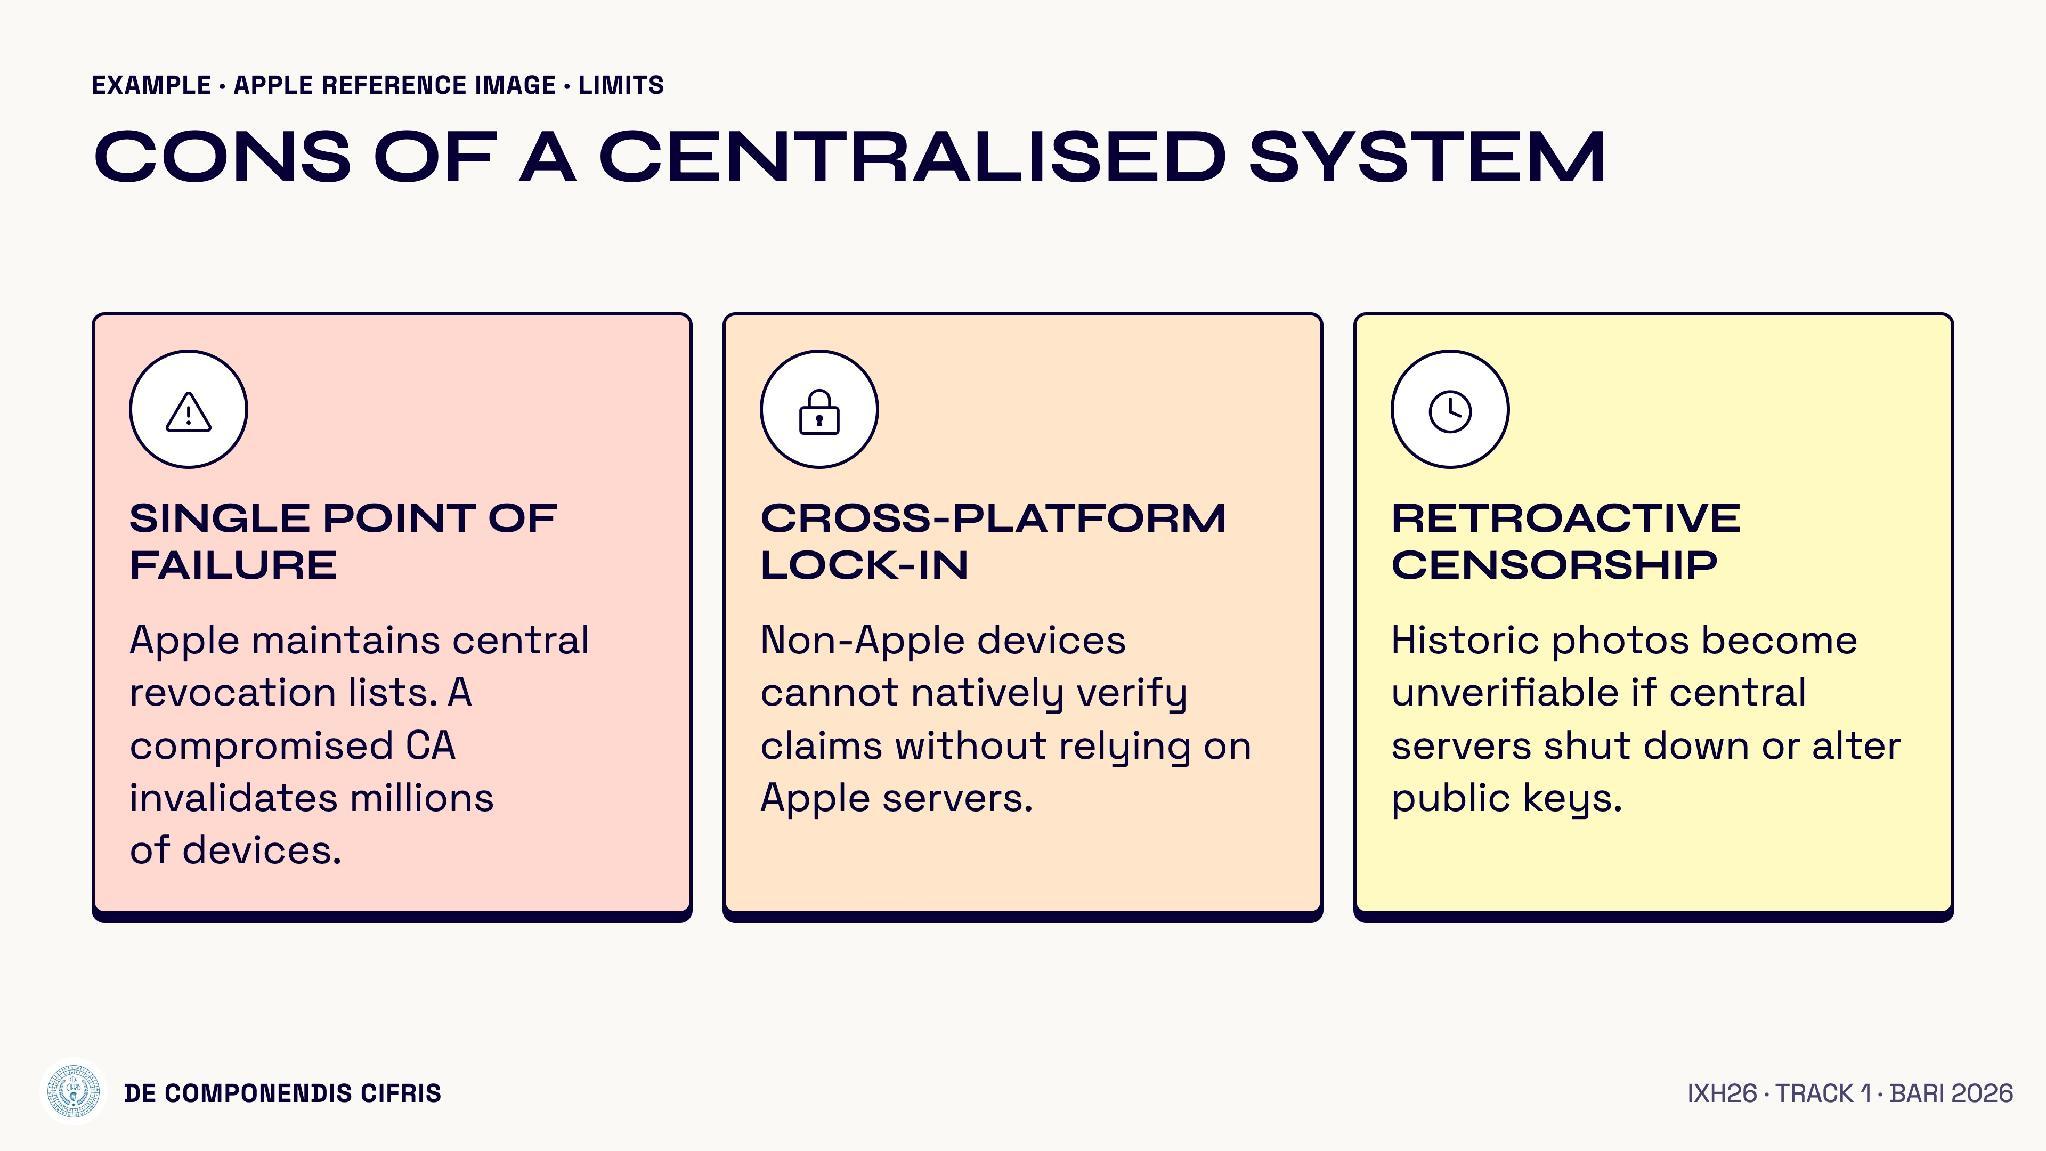 EXAMPLE · APPLE REFERENCE IMAGE · LIMITS
CONS OF A CENTRALISED SYSTEM
SINGLE POINT OF
FAILURE
Apple maintains central
revocation lists. A
compromised CA
invalidates millions
of devices.
CROSS-PLATFORM
LOCK-IN
Non-Apple devices
cannot natively verify
claims without relying on
Apple servers.
RETROACTIVE
CENSORSHIP
Historic photos become
unverifiable if central
servers shut down or alter
public keys.
DE COMPONENDIS CIFRIS
IXH26 · TRACK 1 · BARI 2026